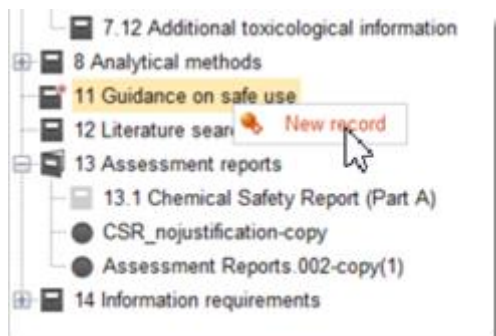 7.12 Additional toxicological information
8 Analytical methods
11 Guidance on safe use
New record
12 Literature sear
13 Assessment reports
13.1 Chemical Safety Report (Part A)
CSR_nojustification-copy
Assessment Reports.002-copy(1)
14 Information requirements